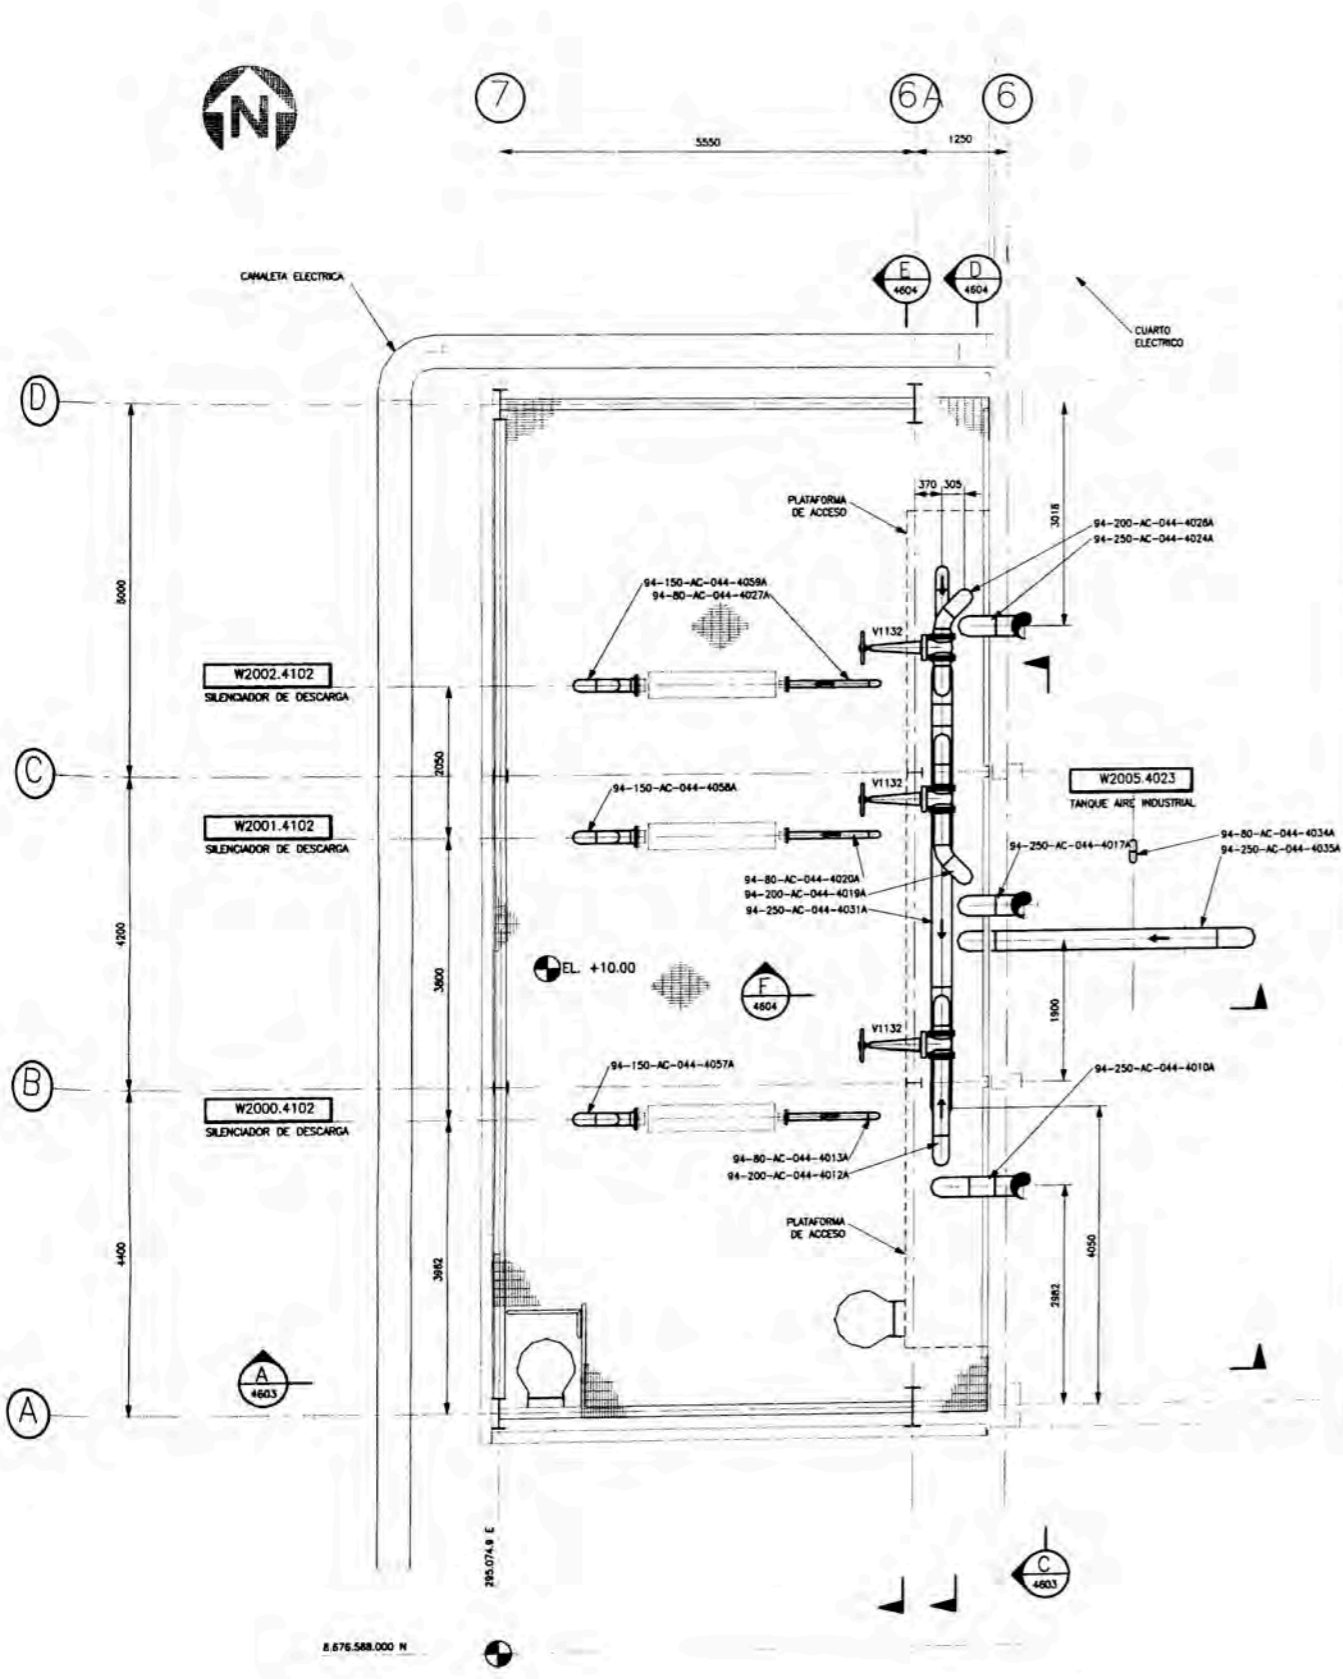 N
7
6A
6
5550
1250
CANALETA ELECTRICA
E
4604
D
4604
CUARTO
ELECTRICO
D
370
305
PLATAFORMA
DE ACCESO
3018
94-200-AC-044-4026A
94-250-AC-044-4024A
5000
94-150-AC-044-4059A
94-80-AC-044-4027A
V1132
W2002.4102
SILENCIADOR DE DESCARGA
2050
C
V1132
W2005.4023
TANQUE AIRE INDUSTRIAL
94-150-AC-044-4058A
W2001.4102
SILENCIADOR DE DESCARGA
94-80-AC-044-4034A
94-250-AC-044-4035A
94-250-AC-044-4017A
94-80-AC-044-4020A
94-200-AC-044-4019A
94-250-AC-044-4031A
4200
3800
EL. +10.00
F
4604
1900
V1132
B
94-150-AC-044-4057A
94-250-AC-044-4010A
W2000.4102
SILENCIADOR DE DESCARGA
94-80-AC-044-4013A
94-200-AC-044-4012A
PLATAFORMA
DE ACCESO
4400
3982
4050
2982
A
4603
A
295.074.9 E
C
4603
8.676.588.000 N